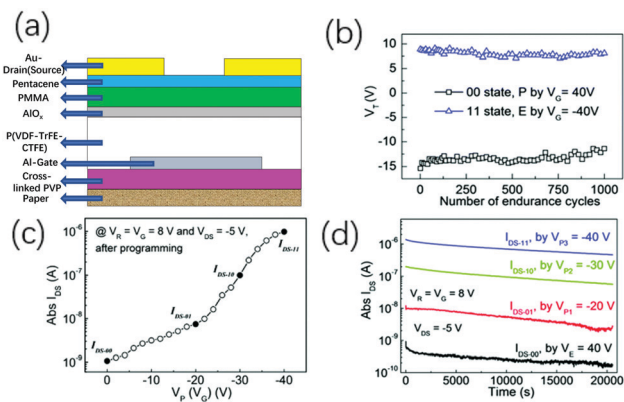 (a)
Au-
Drain(Source)
Pentacene
PMMA
AlOx
P(VDF-TrFE-
CTFE)
Al-Gate
Cross-
linked PVP
Paper
(b)
VT (V)
10
5
0
-5
-10
-15
00 state, P by VG= 40V
11 state, E by VG= -40V
0 200 400 600 800 1000
Number of endurance cycles
(c)
Abs IDS (A)
10-6
10-7
10-8
10-9
@ VR = VG = 8 V and VDS = -5 V,
after programming
IDS-11
IDS-10
IDS-01
IDS-00
0 -10 -20 -30 -40
VP (VG) (V)
(d)
Abs IDS (A)
10-6
10-7
10-8
10-9
10-10
IDS-11, by VP3 = -40 V
IDS-10, by VP2 = -30 V
VR = VG = 8V
IDS-01, by VP1 = -20 V
VDS = -5 V
IDS-00, by VE = 40 V
0 5000 10000 15000 20000
Time (s)